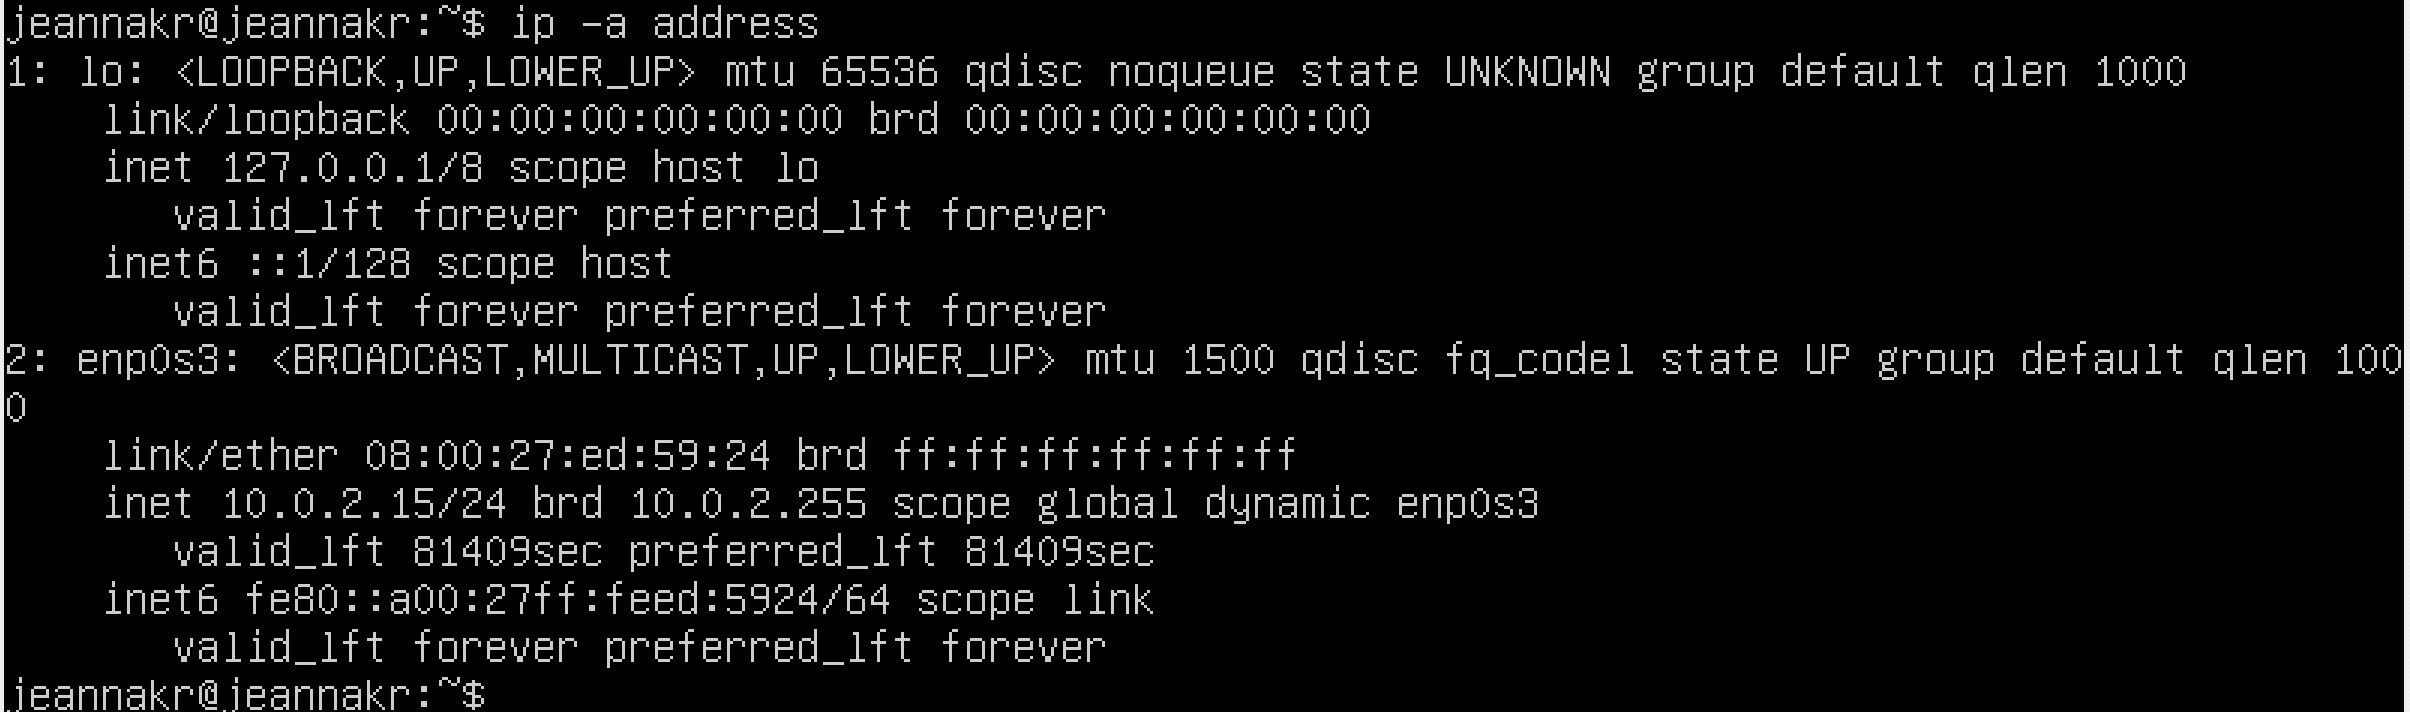 jeannakr@jeannakr:~$ ip -a address
1: lo: <LOOPBACK,UP,LOWER_UP> mtu 65536 qdisc noqueue state UNKNOWN group default qlen 1000
    link/loopback 00:00:00:00:00:00 brd 00:00:00:00:00:00
    inet 127.0.0.1/8 scope host lo
       valid_lft forever preferred_lft forever
    inet6 ::1/128 scope host
       valid_lft forever preferred_lft forever
2: enp0s3: <BROADCAST,MULTICAST,UP,LOWER_UP> mtu 1500 qdisc fq_codel state UP group default qlen 100
0
    link/ether 08:00:27:ed:59:24 brd ff:ff:ff:ff:ff:ff
    inet 10.0.2.15/24 brd 10.0.2.255 scope global dynamic enp0s3
       valid_lft 81409sec preferred_lft 81409sec
    inet6 fe80::a00:27ff:feed:5924/64 scope link
       valid_lft forever preferred_lft forever
jeannakr@jeannakr:~$